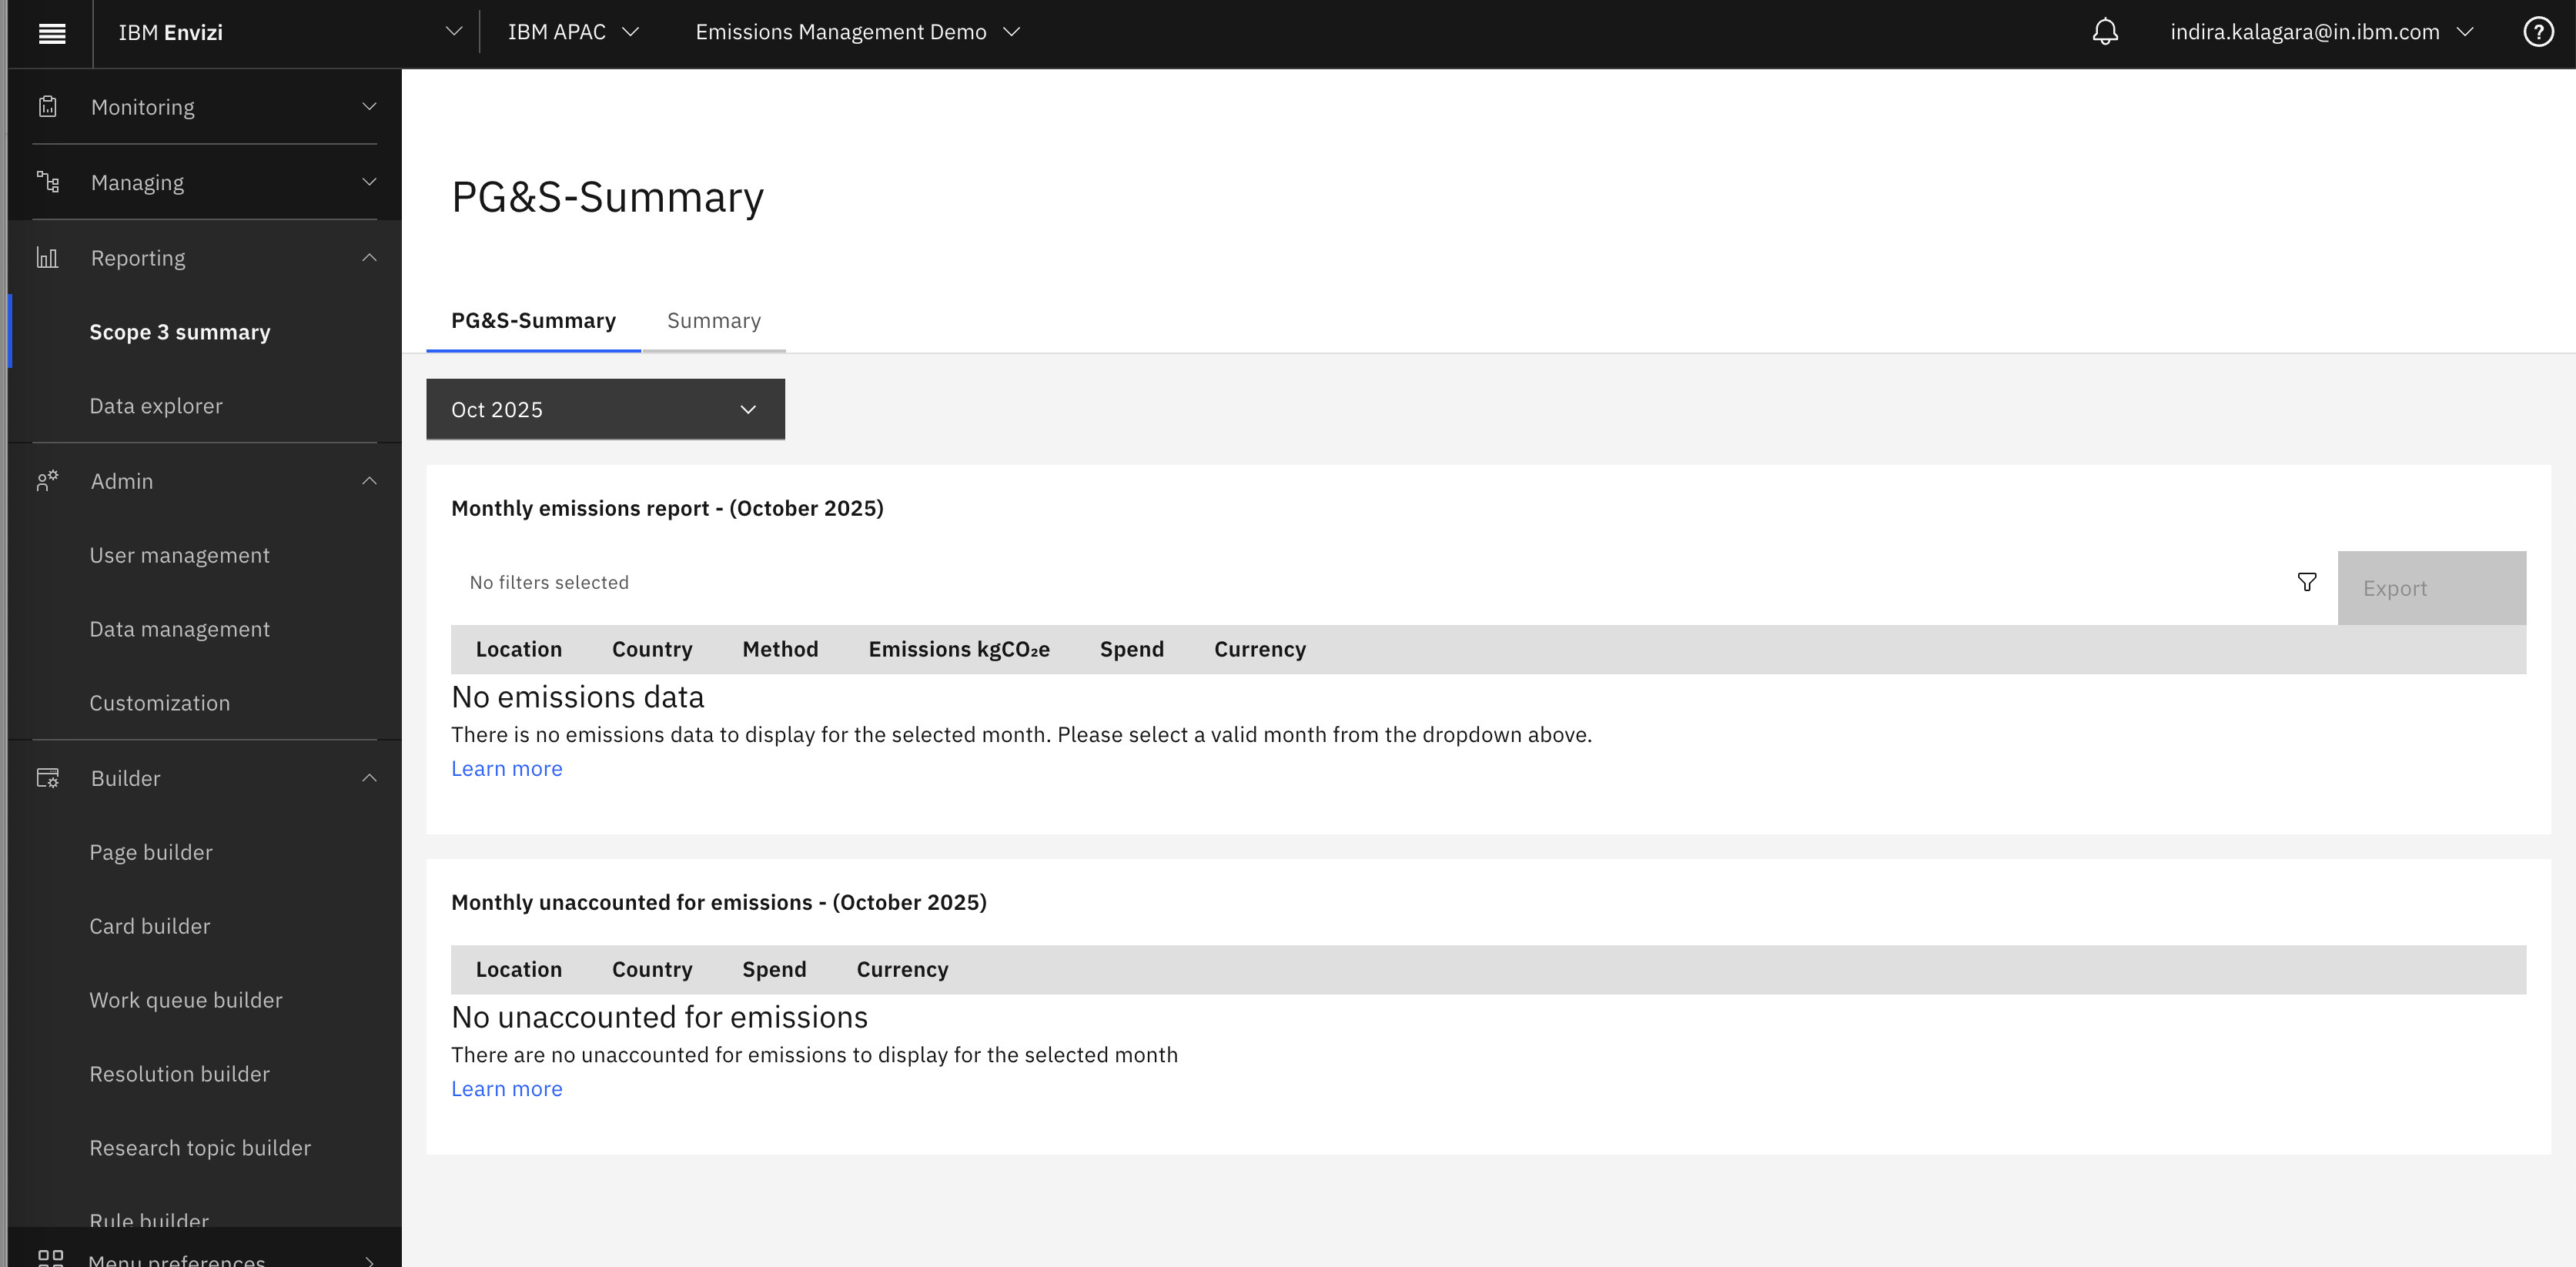 IBM Envizi
IBM APAC
Emissions Management Demo
indira.kalagara@in.ibm.com
Monitoring
Managing
Reporting
Scope 3 summary
Data explorer
Admin
User management
Data management
Customization
Builder
Page builder
Card builder
Work queue builder
Resolution builder
Research topic builder
Rule builder
Menu preferences
PG&S-Summary
PG&S-Summary Summary
Oct 2025
Monthly emissions report - (October 2025)
No filters selected
Export
Location Country Method Emissions kgCO₂e Spend Currency
No emissions data
There is no emissions data to display for the selected month. Please select a valid month from the dropdown above.
Learn more
Monthly unaccounted for emissions - (October 2025)
Location Country Spend Currency
No unaccounted for emissions
There are no unaccounted for emissions to display for the selected month
Learn more